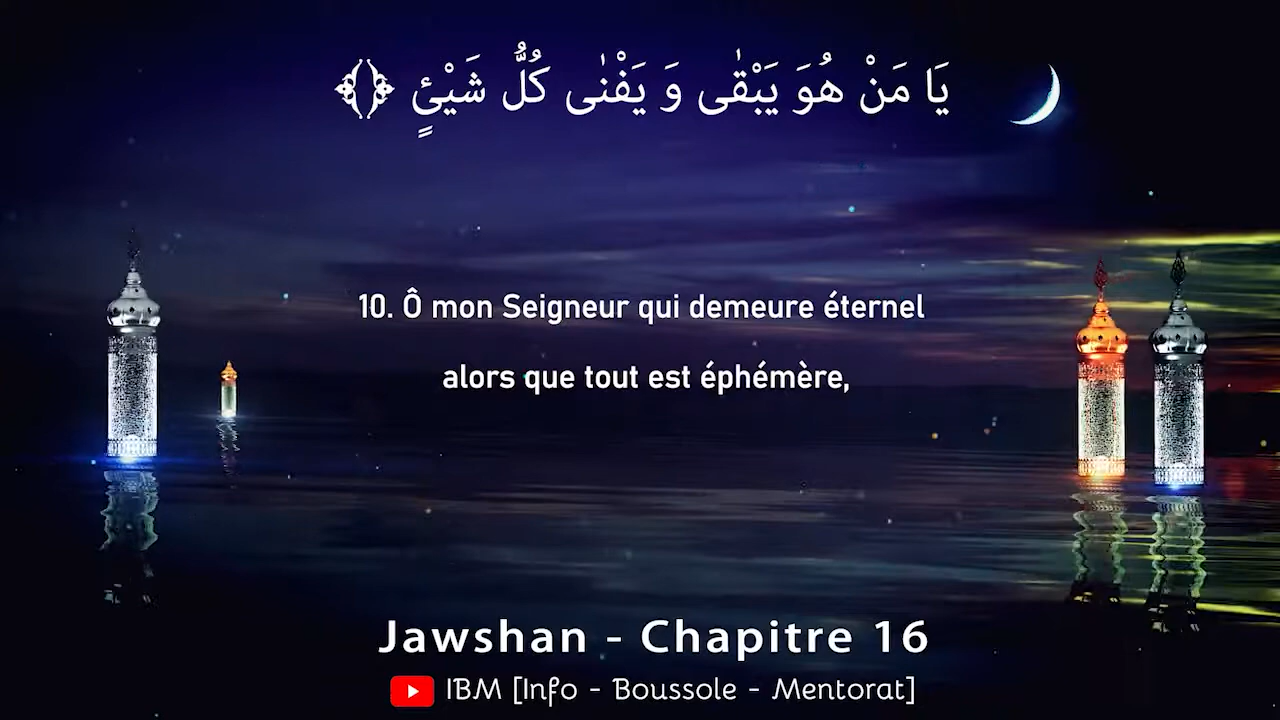 يَا مَنْ هُوَ يَبْقٰى وَ يَفْنٰى كُلُّ شَيْئٍ ﴿﴾
10. Ô mon Seigneur qui demeure éternel
alors que tout est éphémère,
Jawshan - Chapitre 16
IBM [Info - Boussole - Mentorat]